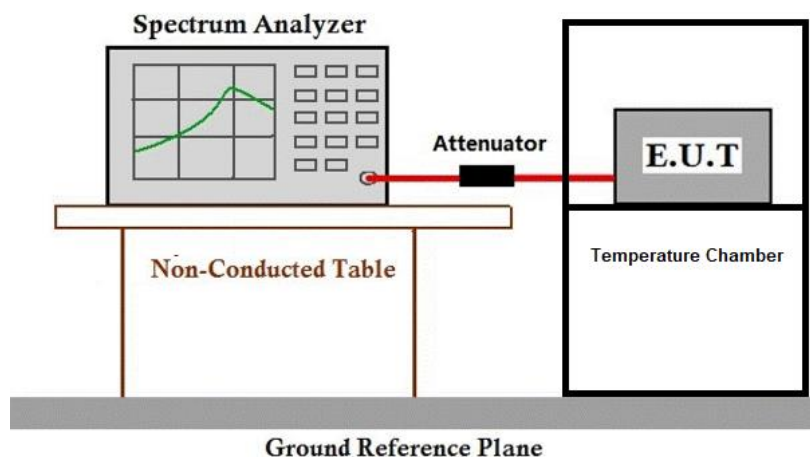 Spectrum Analyzer
Attenuator
E.U.T
Non-Conducted Table
Temperature Chamber
Ground Reference Plane